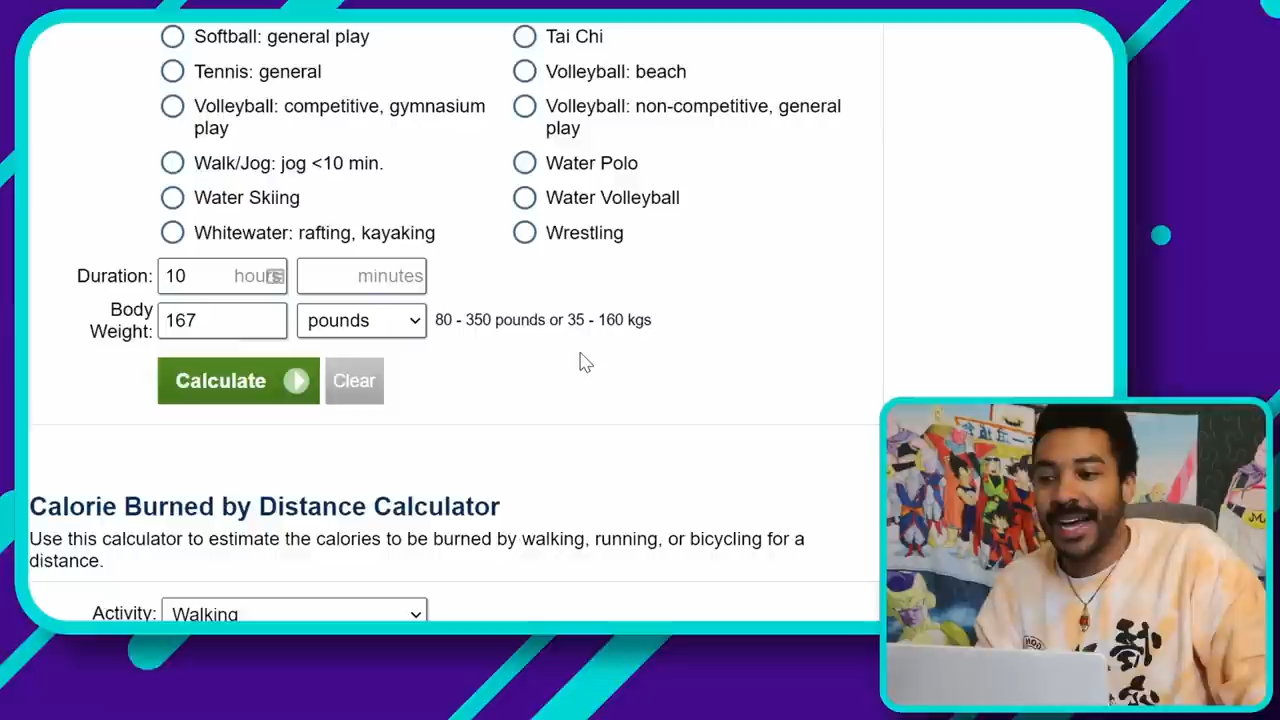 Softball: general play
Tai Chi
Tennis: general
Volleyball: beach
Volleyball: competitive, gymnasium
play
Volleyball: non-competitive, general
play
Walk/Jog: jog <10 min.
Water Polo
Water Skiing
Water Volleyball
Whitewater: rafting, kayaking
Wrestling
Duration: 10 hours minutes
Body
Weight: 167 pounds 80 - 350 pounds or 35 - 160 kgs
Calculate Clear
Calorie Burned by Distance Calculator
Use this calculator to estimate the calories to be burned by walking, running, or bicycling for a
distance.
Activity: Walking